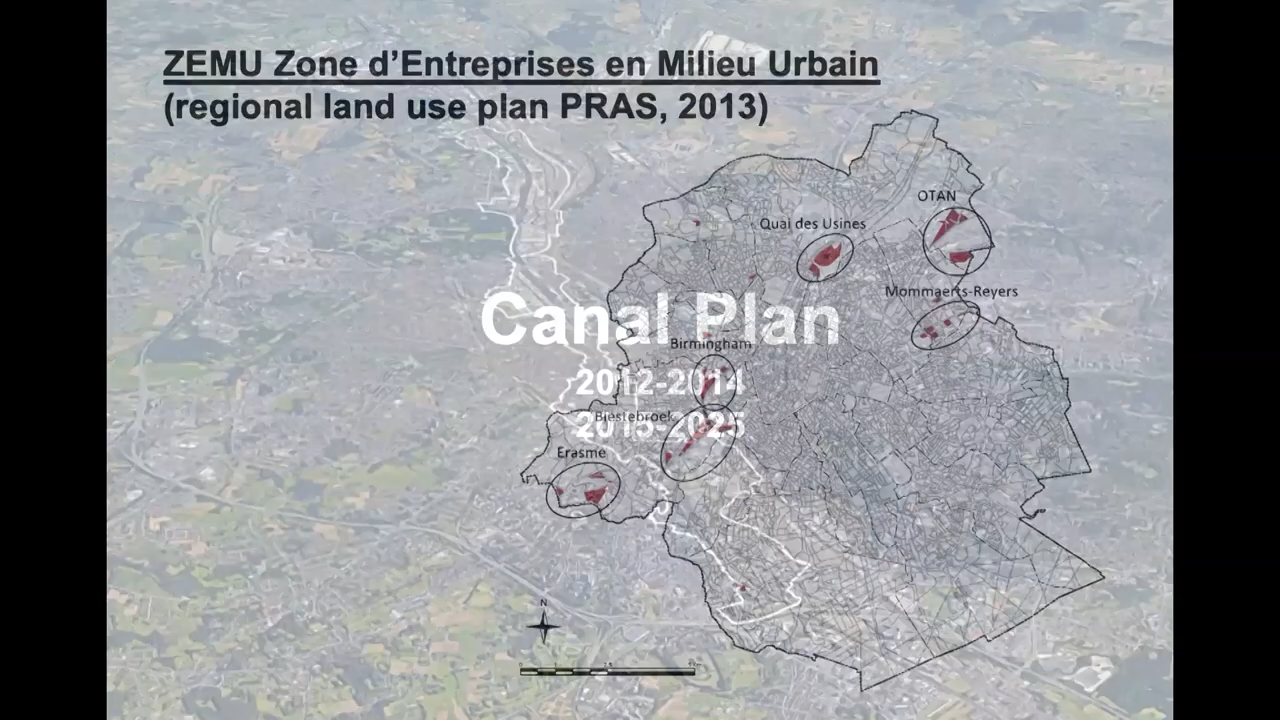 ZEMU Zone d’Entreprises en Milieu Urbain
(regional land use plan PRAS, 2013)
OTAN
Quai des Usines
Mommaerts-Reyers
Canal Plan
Birmingham
2012-2014
Biestebroek
2015-2025
Erasme
N